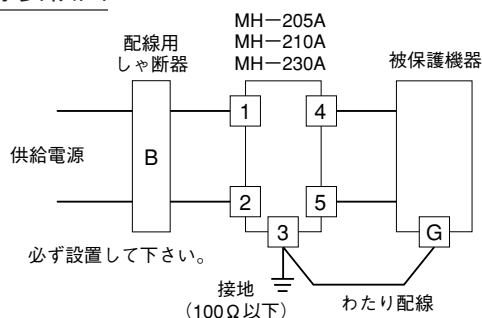 MH－205A
MH－210A
MH－230A
配線用
しゃ断器
被保護機器
1
4
供給電源
B
2
5
3
G
必ず設置して下さい。
接地
（100Ω以下）
わたり配線